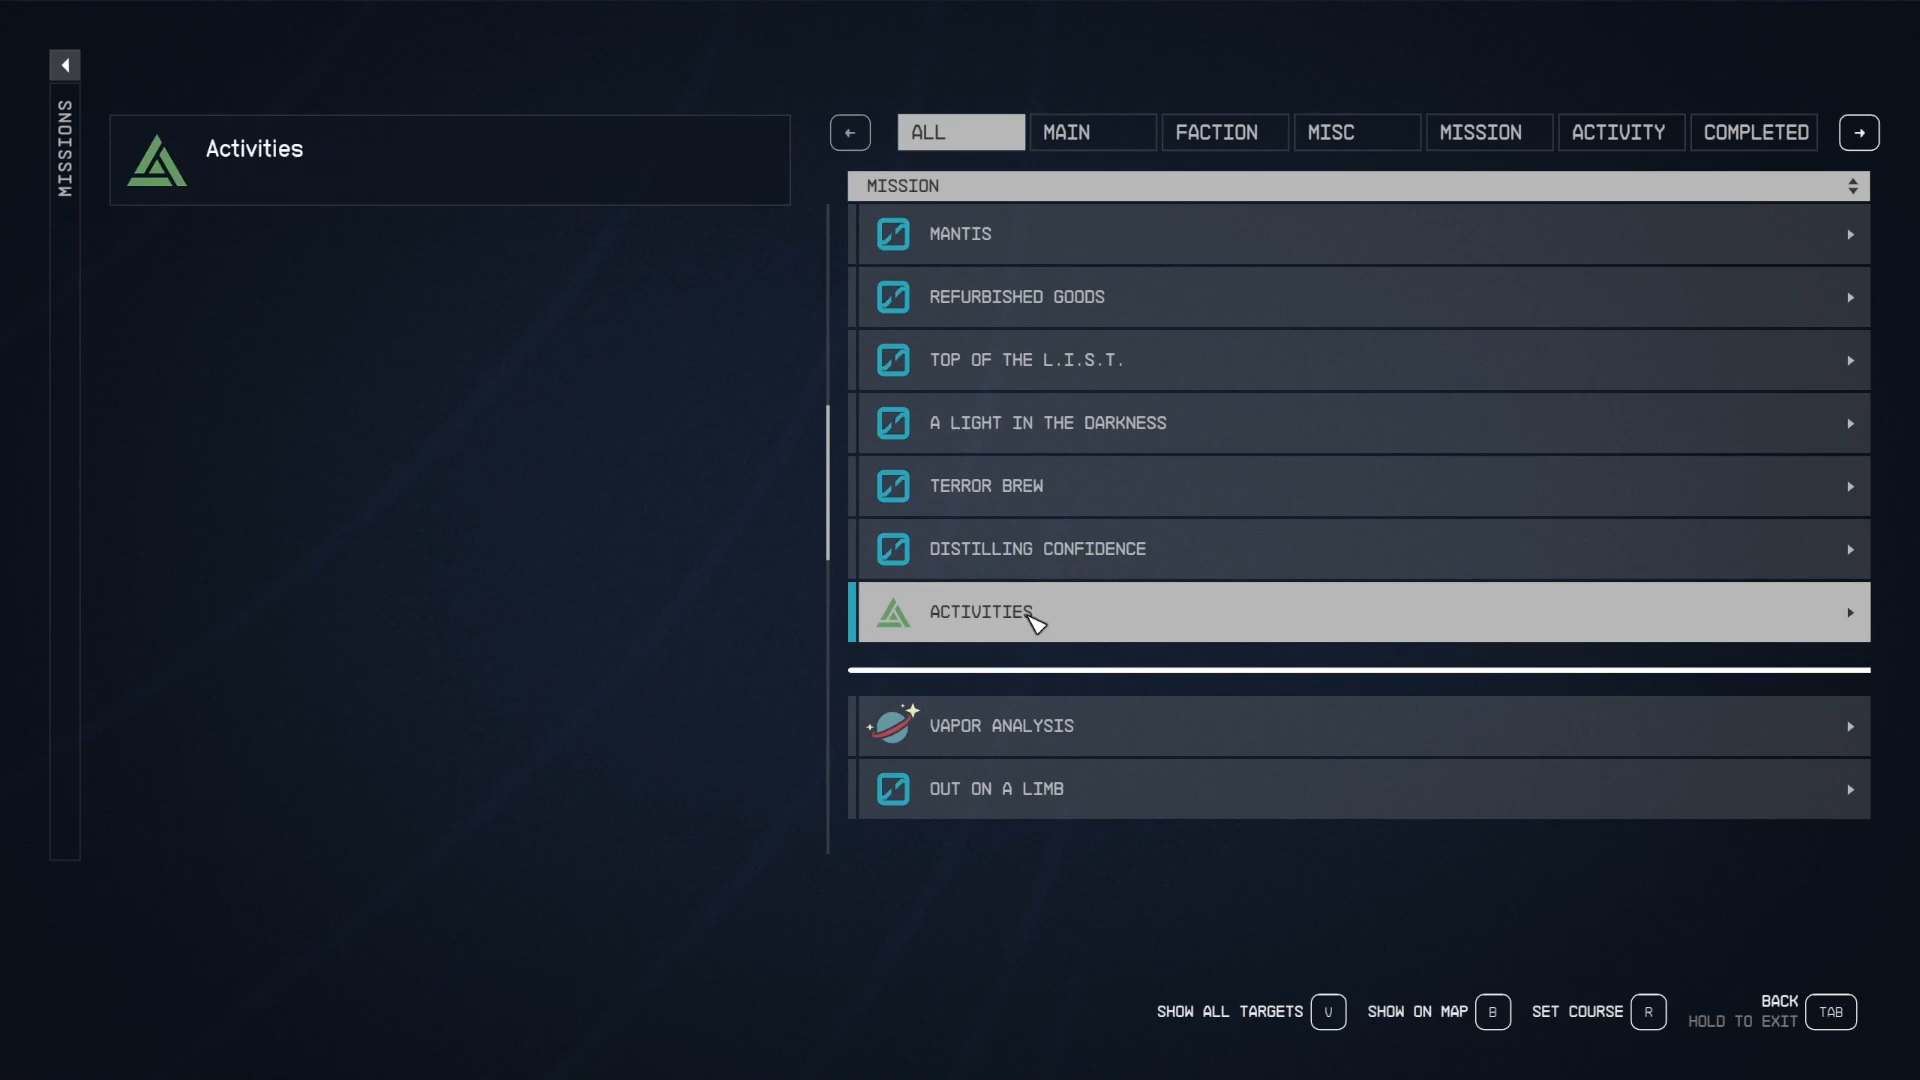 MISSIONS
Activities
ALL
MAIN
FACTION
MISC
MISSION
ACTIVITY
COMPLETED
MISSION
MANTIS
REFURBISHED GOODS
TOP OF THE L.I.S.T.
A LIGHT IN THE DARKNESS
TERROR BREW
DISTILLING CONFIDENCE
ACTIVITIES
VAPOR ANALYSIS
OUT ON A LIMB
SHOW ALL TARGETS V
SHOW ON MAP B
SET COURSE R
BACK
HOLD TO EXIT
TAB